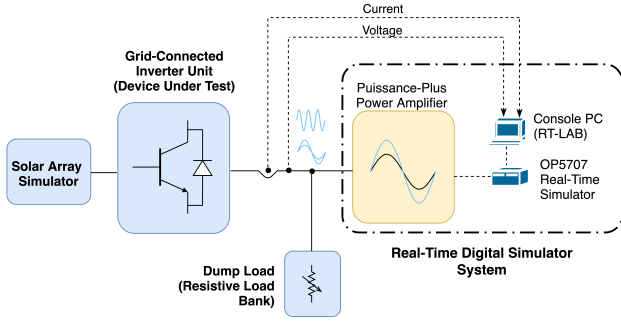 Current
Voltage
Grid-Connected
Inverter Unit
(Device Under Test)
Puissance-Plus
Power Amplifier
Console PC
(RT-LAB)
Solar Array
Simulator
OP5707
Real-Time
Simulator
Real-Time Digital Simulator
System
Dump Load
(Resistive Load
Bank)